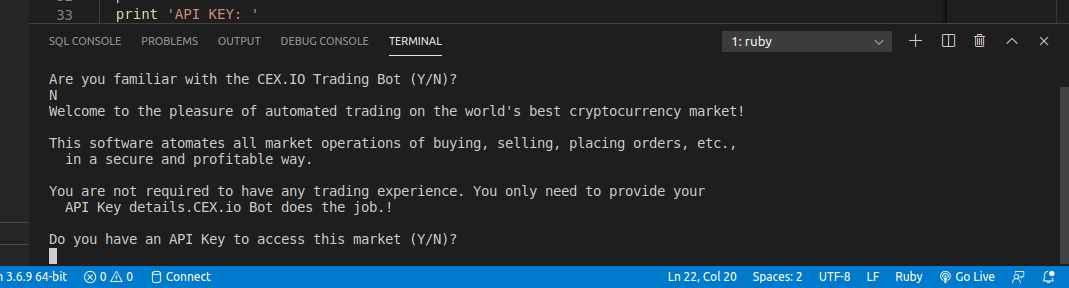 33 print 'API KEY: '
SQL CONSOLE PROBLEMS OUTPUT DEBUG CONSOLE TERMINAL 1: ruby
Are you familiar with the CEX.IO Trading Bot (Y/N)?
N
Welcome to the pleasure of automated trading on the world's best cryptocurrency market!
This software atomates all market operations of buying, selling, placing orders, etc.,
in a secure and profitable way.
You are not required to have any trading experience. You only need to provide your
API Key details.CEX.io Bot does the job.!
Do you have an API Key to access this market (Y/N)?
3.6.9 64-bit 0 0 Connect Ln 22, Col 20 Spaces: 2 UTF-8 LF Ruby Go Live